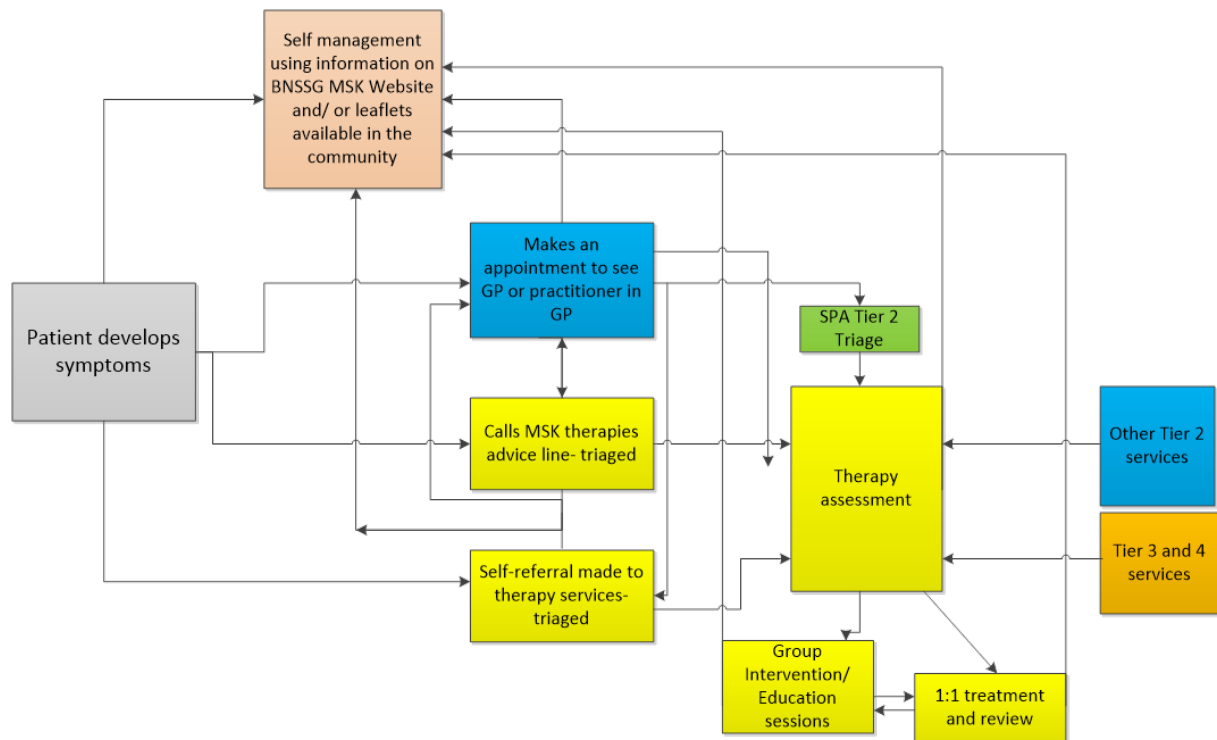 Self management
using information on
BNSSG MSK Website
and/ or leaflets
available in the
community
Makes an
appointment to see
GP or practitioner in
GP
Patient develops
symptoms
SPA Tier 2
Triage
Calls MSK therapies
advice line- triaged
Therapy
assessment
Other Tier 2
services
Tier 3 and 4
services
Self-referral made to
therapy services-
triaged
Group
Intervention/
Education
sessions
1:1 treatment
and review